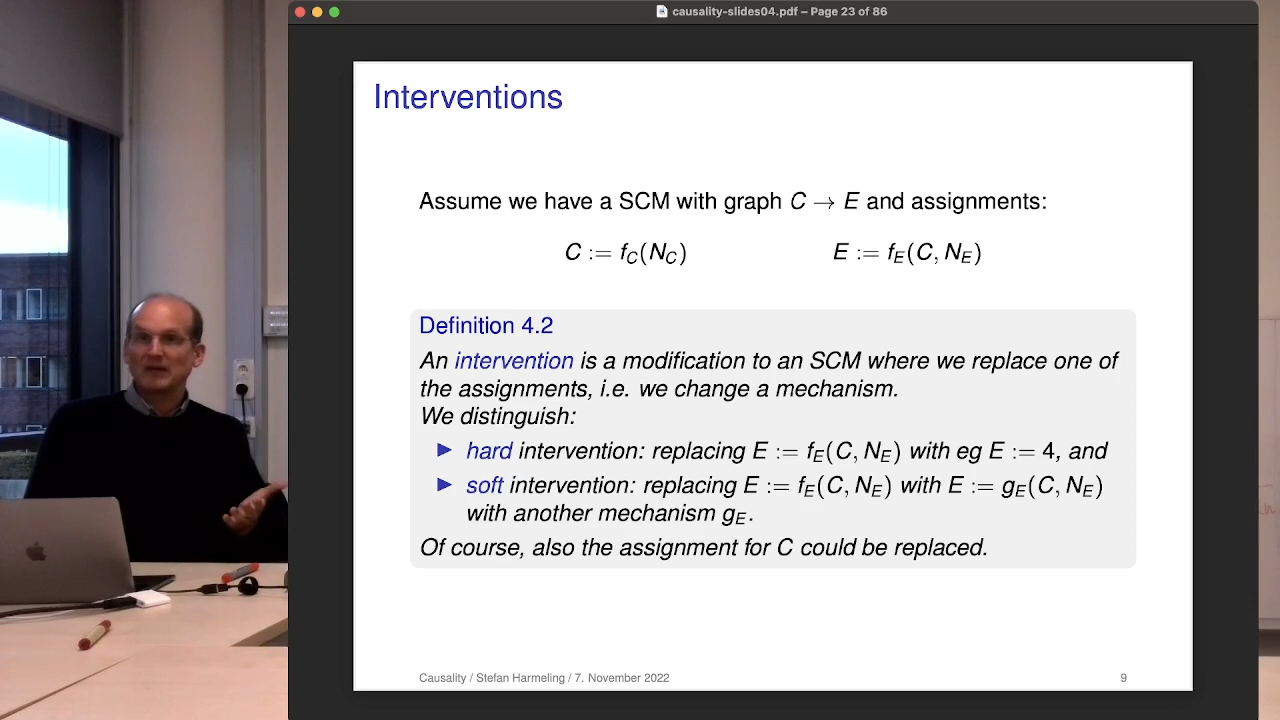 causality-slides04.pdf – Page 23 of 86
Interventions
Assume we have a SCM with graph C → E and assignments:
C := f_C(N_C) E := f_E(C, N_E)
Definition 4.2
An intervention is a modification to an SCM where we replace one of
the assignments, i.e. we change a mechanism.
We distinguish:
▶ hard intervention: replacing E := f_E(C, N_E) with eg E := 4, and
▶ soft intervention: replacing E := f_E(C, N_E) with E := g_E(C, N_E)
with another mechanism g_E.
Of course, also the assignment for C could be replaced.
Causality / Stefan Harmeling / 7. November 2022 9